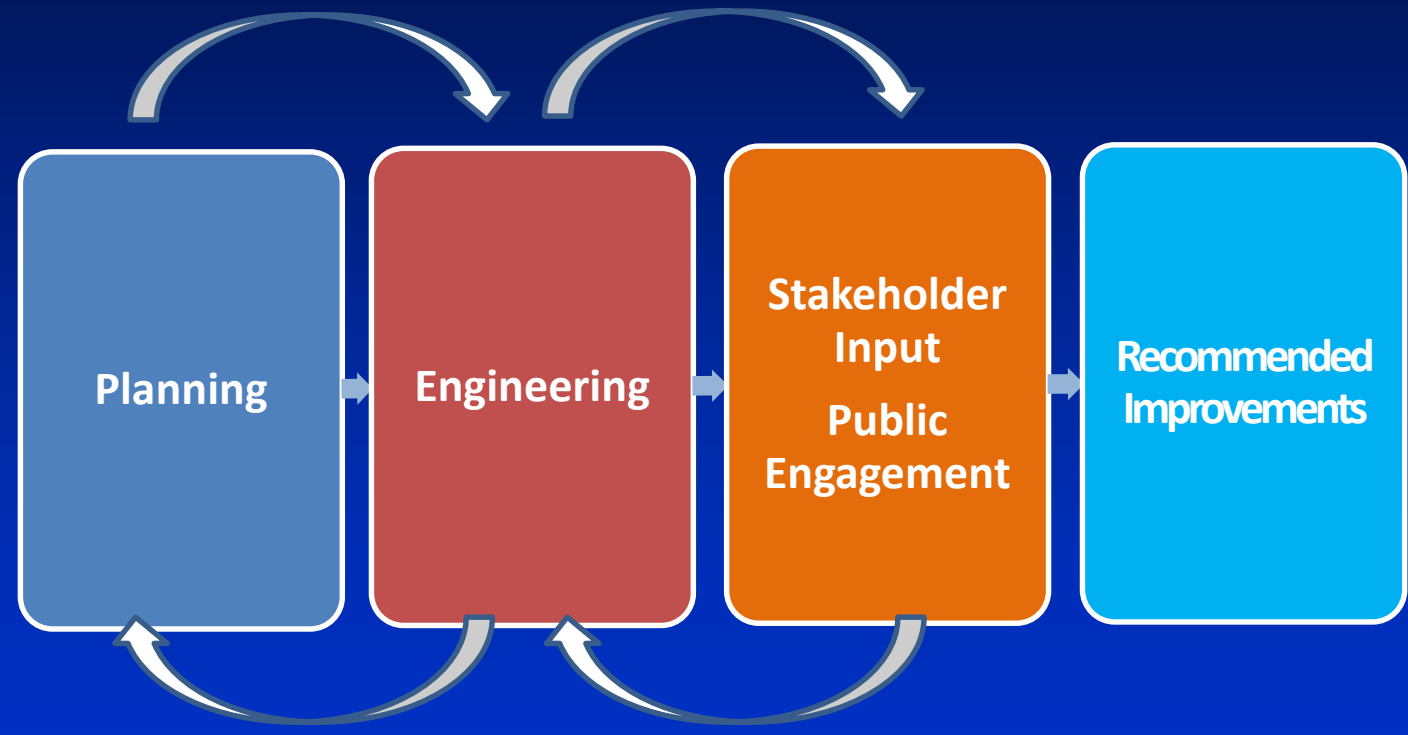 Planning
Engineering
Stakeholder
Input
Public
Engagement
Recommended
Improvements